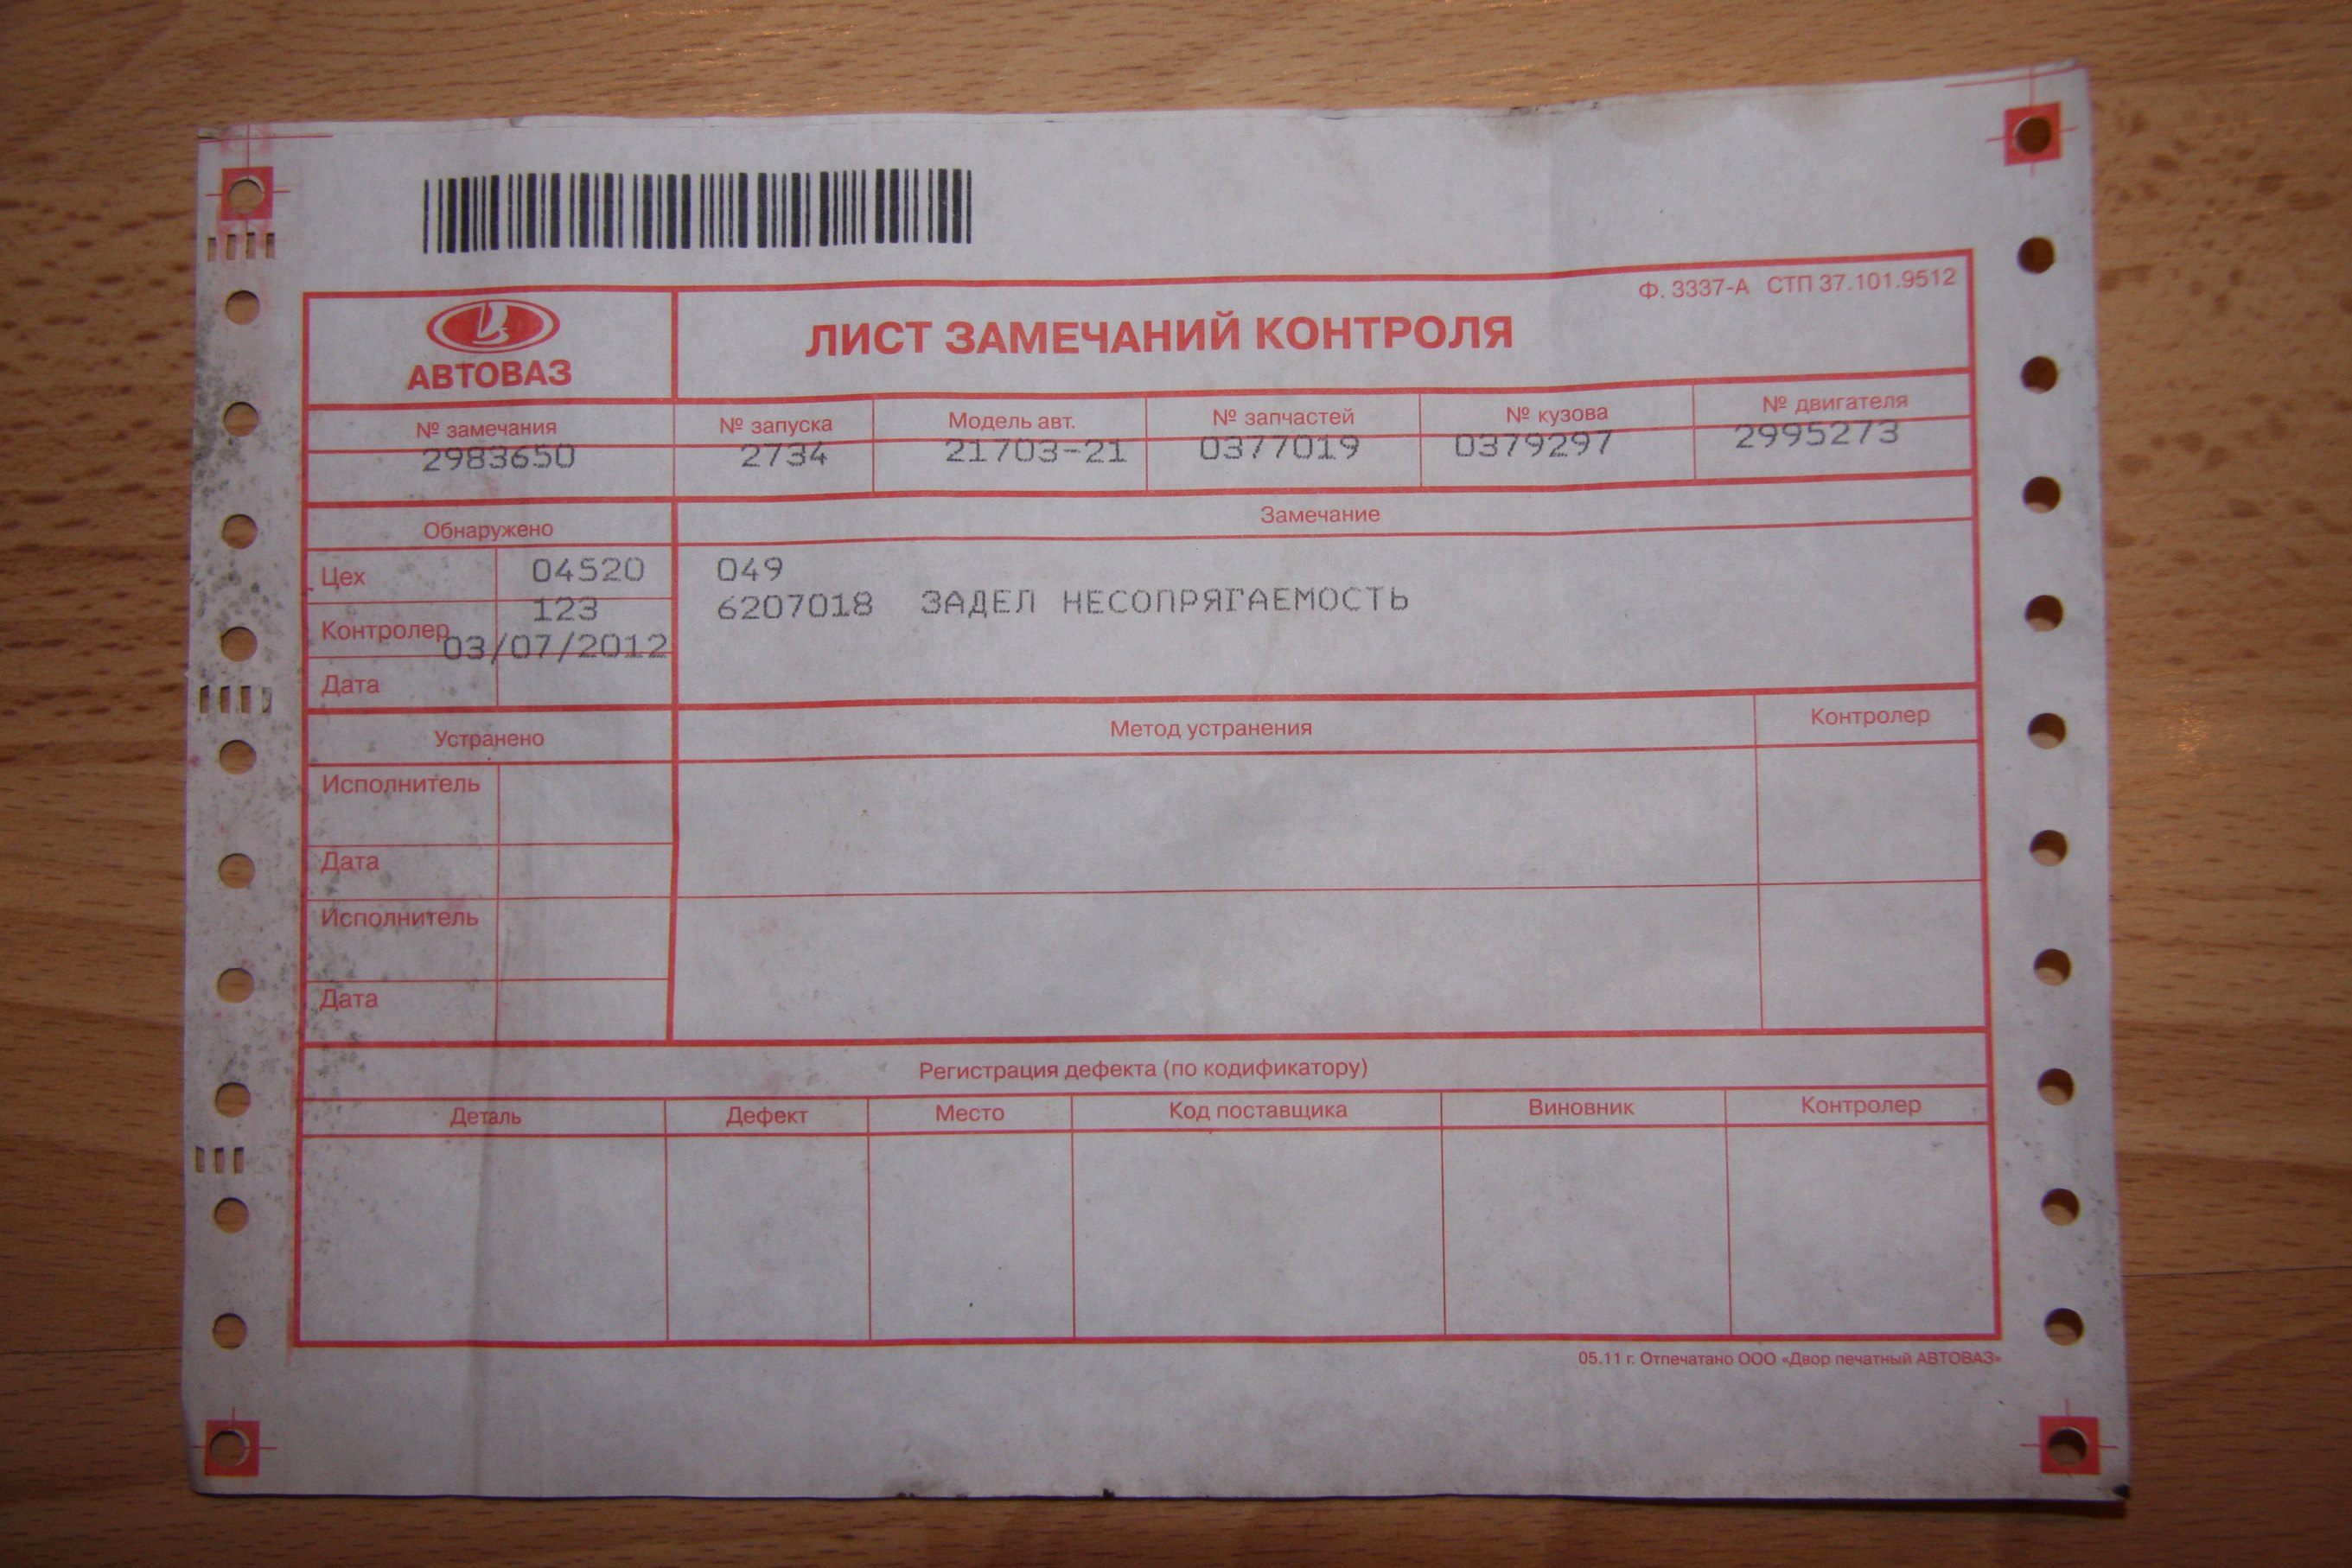 Ф. 3337-А СТП 37.101.9512
АВТОВАЗ
ЛИСТ ЗАМЕЧАНИЙ КОНТРОЛЯ
№ замечания № запуска Модель авт. № запчастей № кузова № двигателя
2983650 2734 21703-21 0377019 0379297 2995273
Обнаружено Замечание
Цех 04520 049
Контролер 123 6207018 ЗАДЕЛ НЕСОПРЯГАЕМОСТЬ
03/07/2012
Дата
Устранено Метод устранения Контролер
Исполнитель
Дата
Исполнитель
Дата
Регистрация дефекта (по кодификатору)
Деталь Дефект Место Код поставщика Виновник Контролер
05.11 г. Отпечатано ООО «Двор печатный АВТОВАЗ»